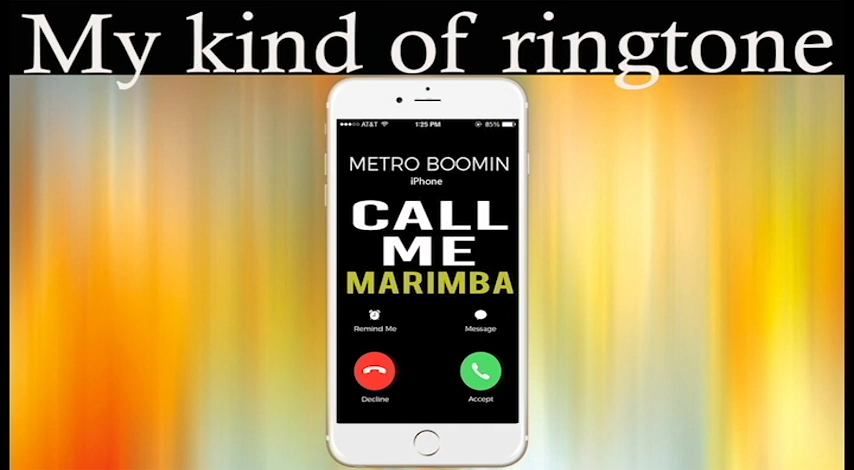 My kind of ringtone
AT&T 1:25 PM 85%
METRO BOOMIN
iPhone
CALL
ME
MARIMBA
Remind Me Message
Decline Accept